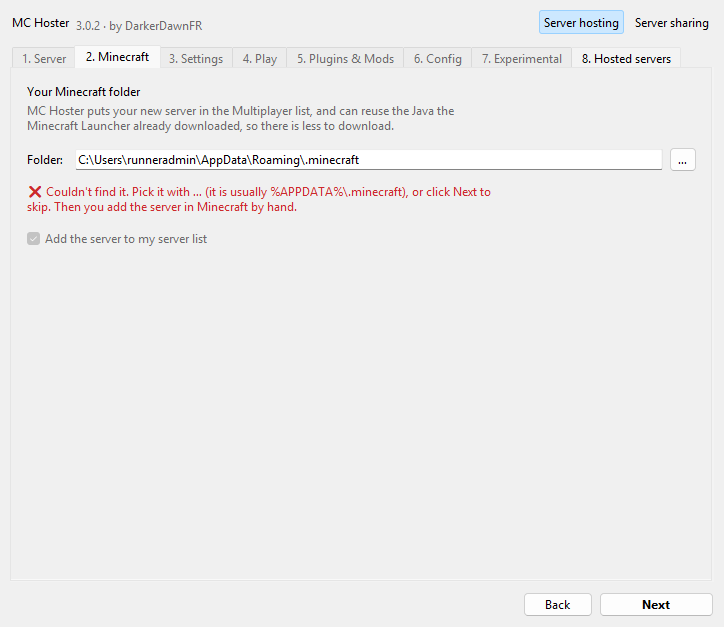 MC Hoster 3.0.2 · by DarkerDawnFR
Server hosting Server sharing
1. Server 2. Minecraft 3. Settings 4. Play 5. Plugins & Mods 6. Config 7. Experimental 8. Hosted servers
Your Minecraft folder
MC Hoster puts your new server in the Multiplayer list, and can reuse the Java the
Minecraft Launcher already downloaded, so there is less to download.
Folder: C:\Users\runneradmin\AppData\Roaming\.minecraft ...
❌ Couldn't find it. Pick it with ... (it is usually %APPDATA%\.minecraft), or click Next to
skip. Then you add the server in Minecraft by hand.
Add the server to my server list
Back Next